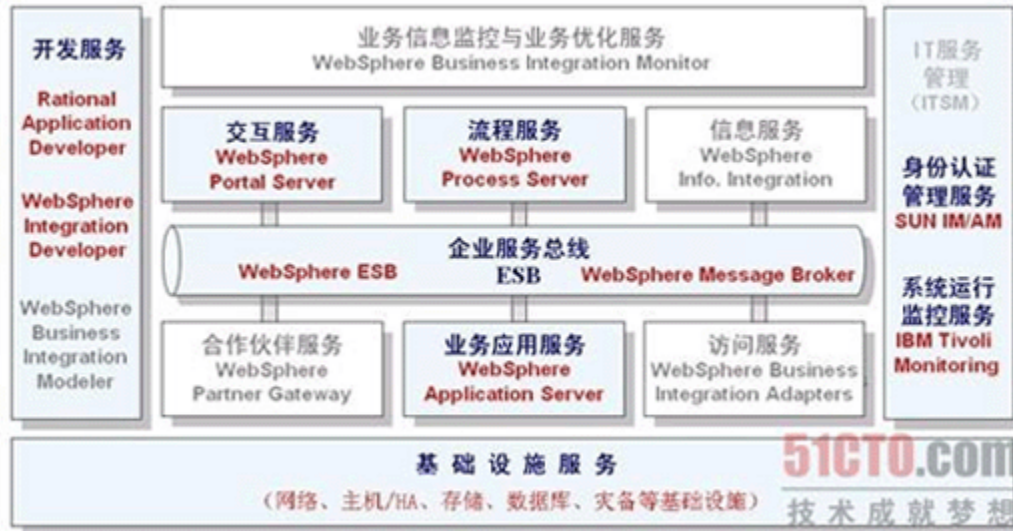 开发服务
Rational
Application
Developer
WebSphere
Integration
Developer
WebSphere
Business
Integration
Modeler
业务信息监控与业务优化服务
WebSphere Business Integration Monitor
交互服务
WebSphere
Portal Server
流程服务
WebSphere
Process Server
信息服务
WebSphere
Info. Integration
企业服务总线
WebSphere ESB
ESB
WebSphere Message Broker
合作伙伴服务
WebSphere
Partner Gateway
业务应用服务
WebSphere
Application Server
访问服务
WebSphere Business
Integration Adapters
IT服务
管理
（ITSM）
身份认证
管理服务
SUN IM/AM
系统运行
监控服务
IBM Tivoli
Monitoring
基础设施服务
（网络、主机/HA、存储、数据库、灾备等基础设施）
51CTO.com
技术成就梦想